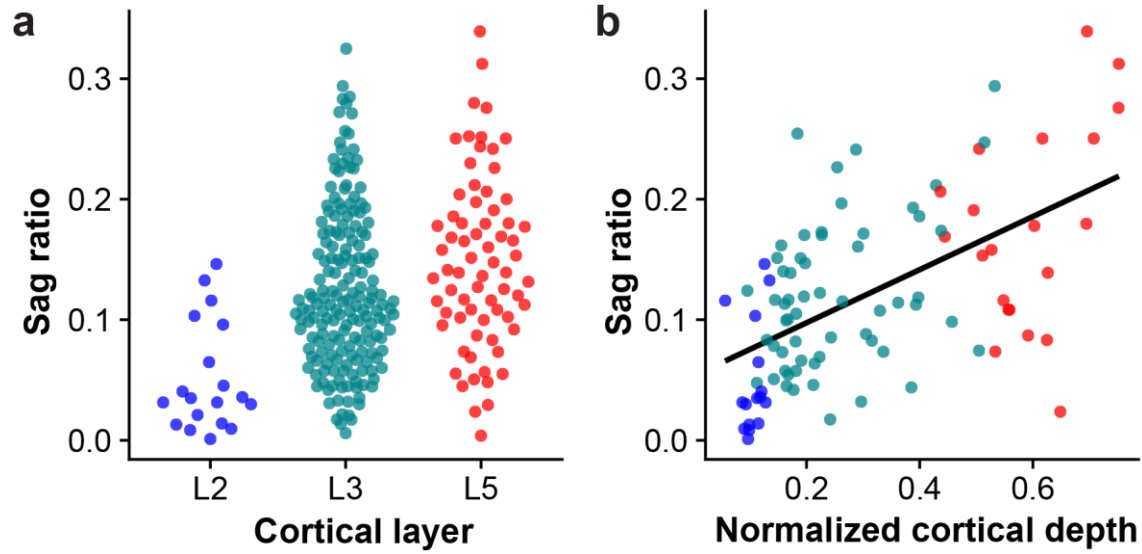 a
0.3
0.2
0.1
0.0
Sag ratio
L2 L3 L5
Cortical layer
b
0.3
0.2
0.1
0.0
Sag ratio
0.2 0.4 0.6
Normalized cortical depth